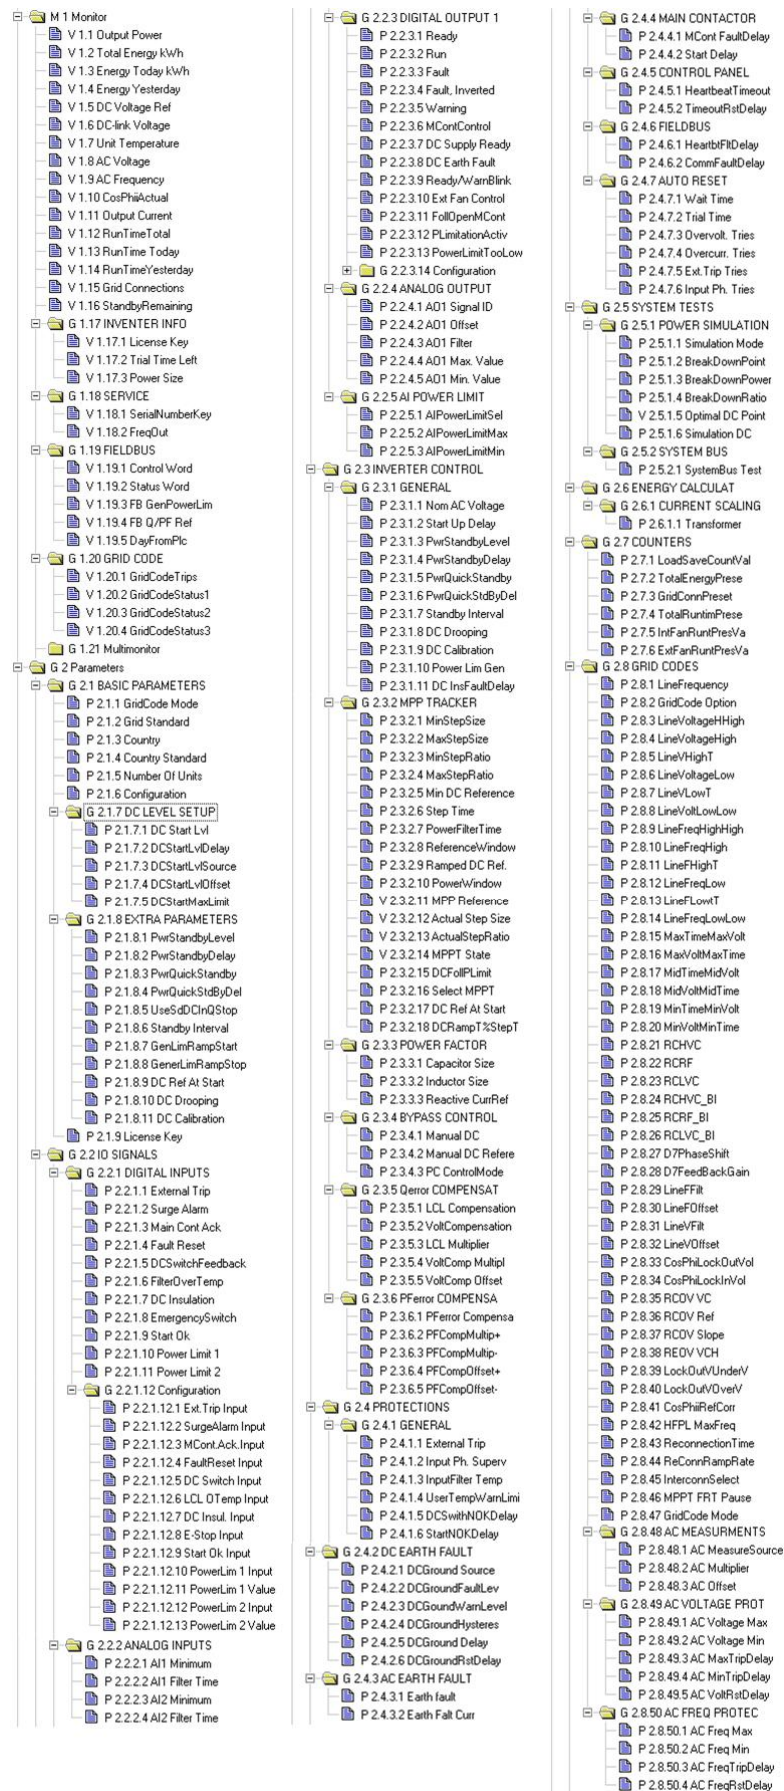 M 1 Monitor
V 1.1 Output Power
V 1.2 Total Energy kWh
V 1.3 Energy Today kWh
V 1.4 Energy Yesterday
V 1.5 DC Voltage Ref
V 1.6 DC-link Voltage
V 1.7 Unit Temperature
V 1.8 AC Voltage
V 1.9 AC Frequency
V 1.10 CosPhiiActual
V 1.11 Output Current
V 1.12 RunTimeTotal
V 1.13 RunTime Today
V 1.14 RunTimeYesterday
V 1.15 Grid Connections
V 1.16 StandbyRemaining
G 1.17 INVENTER INFO
V 1.17.1 License Key
V 1.17.2 Trial Time Left
V 1.17.3 Power Size
G 1.18 SERVICE
V 1.18.1 SerialNumberKey
V 1.18.2 FreqOut
G 1.19 FIELDBUS
V 1.19.1 Control Word
V 1.19.2 Status Word
V 1.19.3 FB GenPowerLim
V 1.19.4 FB Q/PF Ref
V 1.19.5 DayFromPlc
G 1.20 GRID CODE
V 1.20.1 GridCodeTrips
V 1.20.2 GridCodeStatus1
V 1.20.3 GridCodeStatus2
V 1.20.4 GridCodeStatus3
G 1.21 Multimonitor
G 2 Parameters
G 2.1 BASIC PARAMETERS
P 2.1.1 GridCode Mode
P 2.1.2 Grid Standard
P 2.1.3 Country
P 2.1.4 Country Standard
P 2.1.5 Number Of Units
P 2.1.6 Configuration
G 2.1.7 DC LEVEL SETUP
P 2.1.7.1 DC Start Lvl
P 2.1.7.2 DCStartLvlDelay
P 2.1.7.3 DCStartLvlSource
P 2.1.7.4 DCStartLvlOffset
P 2.1.7.5 DCStartMaxLimit
G 2.1.8 EXTRA PARAMETERS
P 2.1.8.1 PwrStandbyLevel
P 2.1.8.2 PwrStandbyDelay
P 2.1.8.3 PwrQuickStandby
P 2.1.8.4 PwrQuickStdByDel
P 2.1.8.5 UseSdDCInQStop
P 2.1.8.6 Standby Interval
P 2.1.8.7 GenLimRampStart
P 2.1.8.8 GenerLimRampStop
P 2.1.8.9 DC Ref At Start
P 2.1.8.10 DC Drooping
P 2.1.8.11 DC Calibration
P 2.1.9 License Key
G 2.2 IO SIGNALS
G 2.2.1 DIGITAL INPUTS
P 2.2.1.1 External Trip
P 2.2.1.2 Surge Alarm
P 2.2.1.3 Main Cont Ack
P 2.2.1.4 Fault Reset
P 2.2.1.5 DCSwitchFeedback
P 2.2.1.6 FilterOverTemp
P 2.2.1.7 DC Insulation
P 2.2.1.8 EmergencySwitch
P 2.2.1.9 Start Ok
P 2.2.1.10 Power Limit 1
P 2.2.1.11 Power Limit 2
G 2.2.1.12 Configuration
P 2.2.1.12.1 Ext.Trip Input
P 2.2.1.12.2 SurgeAlarm Input
P 2.2.1.12.3 MCont.Ack.Input
P 2.2.1.12.4 FaultReset Input
P 2.2.1.12.5 DC Switch Input
P 2.2.1.12.6 LCL OTemp Input
P 2.2.1.12.7 DC Insul. Input
P 2.2.1.12.8 E-Stop Input
P 2.2.1.12.9 Start Ok Input
P 2.2.1.12.10 PowerLim 1 Input
P 2.2.1.12.11 PowerLim 1 Value
P 2.2.1.12.12 PowerLim 2 Input
P 2.2.1.12.13 PowerLim 2 Value
G 2.2.2 ANALOG INPUTS
P 2.2.2.1 AI1 Minimum
P 2.2.2.2 AI1 Filter Time
P 2.2.2.3 AI2 Minimum
P 2.2.2.4 AI2 Filter Time
G 2.2.3 DIGITAL OUTPUT 1
P 2.2.3.1 Ready
P 2.2.3.2 Run
P 2.2.3.3 Fault
P 2.2.3.4 Fault, Inverted
P 2.2.3.5 Warning
P 2.2.3.6 MContControl
P 2.2.3.7 DC Supply Ready
P 2.2.3.8 DC Earth Fault
P 2.2.3.9 Ready/WarnBlink
P 2.2.3.10 Ext Fan Control
P 2.2.3.11 FollOpenMCont
P 2.2.3.12 PLimitationActiv
P 2.2.3.13 PowerLimitTooLow
G 2.2.3.14 Configuration
G 2.2.4 ANALOG OUTPUT
P 2.2.4.1 AO1 Signal ID
P 2.2.4.2 AO1 Offset
P 2.2.4.3 AO1 Filter
P 2.2.4.4 AO1 Max. Value
P 2.2.4.5 AO1 Min. Value
G 2.2.5 AI POWER LIMIT
P 2.2.5.1 AIPowerLimitSel
P 2.2.5.2 AIPowerLimitMax
P 2.2.5.3 AIPowerLimitMin
G 2.3 INVERTER CONTROL
G 2.3.1 GENERAL
P 2.3.1.1 Nom AC Voltage
P 2.3.1.2 Start Up Delay
P 2.3.1.3 PwrStandbyLevel
P 2.3.1.4 PwrStandbyDelay
P 2.3.1.5 PwrQuickStandby
P 2.3.1.6 PwrQuickStdByDel
P 2.3.1.7 Standby Interval
P 2.3.1.8 DC Drooping
P 2.3.1.9 DC Calibration
P 2.3.1.10 Power Lim Gen
P 2.3.1.11 DC InsFaultDelay
G 2.3.2 MPP TRACKER
P 2.3.2.1 MinStepSize
P 2.3.2.2 MaxStepSize
P 2.3.2.3 MinStepRatio
P 2.3.2.4 MaxStepRatio
P 2.3.2.5 Min DC Reference
P 2.3.2.6 Step Time
P 2.3.2.7 PowerFilterTime
P 2.3.2.8 ReferenceWindow
P 2.3.2.9 Ramped DC Ref.
P 2.3.2.10 PowerWindow
V 2.3.2.11 MPP Reference
V 2.3.2.12 Actual Step Size
V 2.3.2.13 ActualStepRatio
V 2.3.2.14 MPPT State
P 2.3.2.15 DCFollPLimit
P 2.3.2.16 Select MPPT
P 2.3.2.17 DC Ref At Start
P 2.3.2.18 DCRampT%StepT
G 2.3.3 POWER FACTOR
P 2.3.3.1 Capacitor Size
P 2.3.3.2 Inductor Size
P 2.3.3.3 Reactive CurrRef
G 2.3.4 BYPASS CONTROL
P 2.3.4.1 Manual DC
P 2.3.4.2 Manual DC Refere
P 2.3.4.3 PC ControlMode
G 2.3.5 Qerror COMPENSAT
P 2.3.5.1 LCL Compensation
P 2.3.5.2 VoltCompensation
P 2.3.5.3 LCL Multiplier
P 2.3.5.4 VoltComp Multipl
P 2.3.5.5 VoltComp Offset
G 2.3.6 PFerror COMPENSA
P 2.3.6.1 PFerror Compensa
P 2.3.6.2 PFCompMultip+
P 2.3.6.3 PFCompMultip-
P 2.3.6.4 PFCompOffset+
P 2.3.6.5 PFCompOffset-
G 2.4 PROTECTIONS
G 2.4.1 GENERAL
P 2.4.1.1 External Trip
P 2.4.1.2 Input Ph. Superv
P 2.4.1.3 InputFilter Temp
P 2.4.1.4 UserTempWarnLimi
P 2.4.1.5 DCSwithNOKDelay
P 2.4.1.6 StartNOKDelay
G 2.4.2 DC EARTH FAULT
P 2.4.2.1 DCGround Source
P 2.4.2.2 DCGroundFaultLev
P 2.4.2.3 DCGoundWarnLevel
P 2.4.2.4 DCGroundHysteres
P 2.4.2.5 DCGround Delay
P 2.4.2.6 DCGroundRstDelay
G 2.4.3 AC EARTH FAULT
P 2.4.3.1 Earth fault
P 2.4.3.2 Earth Falt Curr
G 2.4.4 MAIN CONTACTOR
P 2.4.4.1 MCont FaultDelay
P 2.4.4.2 Start Delay
G 2.4.5 CONTROL PANEL
P 2.4.5.1 HeartbeatTimeout
P 2.4.5.2 TimeoutRstDelay
G 2.4.6 FIELDBUS
P 2.4.6.1 HeartbtFltDelay
P 2.4.6.2 CommFaultDelay
G 2.4.7 AUTO RESET
P 2.4.7.1 Wait Time
P 2.4.7.2 Trial Time
P 2.4.7.3 Overvolt. Tries
P 2.4.7.4 Overcurr. Tries
P 2.4.7.5 Ext.Trip Tries
P 2.4.7.6 Input Ph. Tries
G 2.5 SYSTEM TESTS
G 2.5.1 POWER SIMULATION
P 2.5.1.1 Simulation Mode
P 2.5.1.2 BreakDownPoint
P 2.5.1.3 BreakDownPower
P 2.5.1.4 BreakDownRatio
V 2.5.1.5 Optimal DC Point
P 2.5.1.6 Simulation DC
G 2.5.2 SYSTEM BUS
P 2.5.2.1 SystemBus Test
G 2.6 ENERGY CALCULAT
G 2.6.1 CURRENT SCALING
P 2.6.1.1 Transformer
G 2.7 COUNTERS
P 2.7.1 LoadSaveCountVal
P 2.7.2 TotalEnergyPrese
P 2.7.3 GridConnPreset
P 2.7.4 TotalRuntimPrese
P 2.7.5 IntFanRuntPresVa
P 2.7.6 ExtFanRuntPresVa
G 2.8 GRID CODES
P 2.8.1 LineFrequency
P 2.8.2 GridCode Option
P 2.8.3 LineVoltageHHigh
P 2.8.4 LineVoltageHigh
P 2.8.5 LineVHighT
P 2.8.6 LineVoltageLow
P 2.8.7 LineVLowT
P 2.8.8 LineVoltLowLow
P 2.8.9 LineFreqHighHigh
P 2.8.10 LineFreqHigh
P 2.8.11 LineFHighT
P 2.8.12 LineFreqLow
P 2.8.13 LineFLowtT
P 2.8.14 LineFreqLowLow
P 2.8.15 MaxTimeMaxVolt
P 2.8.16 MaxVoltMaxTime
P 2.8.17 MidTimeMidVolt
P 2.8.18 MidVoltMidTime
P 2.8.19 MinTimeMinVolt
P 2.8.20 MinVoltMinTime
P 2.8.21 RCHVC
P 2.8.22 RCRF
P 2.8.23 RCLVC
P 2.8.24 RCHVC_BI
P 2.8.25 RCRF_BI
P 2.8.26 RCLVC_BI
P 2.8.27 D7PhaseShift
P 2.8.28 D7FeedBackGain
P 2.8.29 LineFFilt
P 2.8.30 LineFOffset
P 2.8.31 LineVFilt
P 2.8.32 LineVOffset
P 2.8.33 CosPhiLockOutVol
P 2.8.34 CosPhiLockInVol
P 2.8.35 RCOV VC
P 2.8.36 RCOV Ref
P 2.8.37 RCOV Slope
P 2.8.38 REOV VCH
P 2.8.39 LockOutVUnderV
P 2.8.40 LockOutVOverV
P 2.8.41 CosPhiRefCorr
P 2.8.42 HFPL MaxFreq
P 2.8.43 ReconnectionTime
P 2.8.44 ReConnRampRate
P 2.8.45 InterconnSelect
P 2.8.46 MPPT FRT Pause
P 2.8.47 GridCode Mode
G 2.8.48 AC MEASURMENTS
P 2.8.48.1 AC MeasureSource
P 2.8.48.2 AC Multiplier
P 2.8.48.3 AC Offset
G 2.8.49 AC VOLTAGE PROT
P 2.8.49.1 AC Voltage Max
P 2.8.49.2 AC Voltage Min
P 2.8.49.3 AC MaxTripDelay
P 2.8.49.4 AC MinTripDelay
P 2.8.49.5 AC VoltRstDelay
G 2.8.50 AC FREQ PROTEC
P 2.8.50.1 AC Freq Max
P 2.8.50.2 AC Freq Min
P 2.8.50.3 AC FreqTripDelay
P 2.8.50.4 AC FreqRstDelay